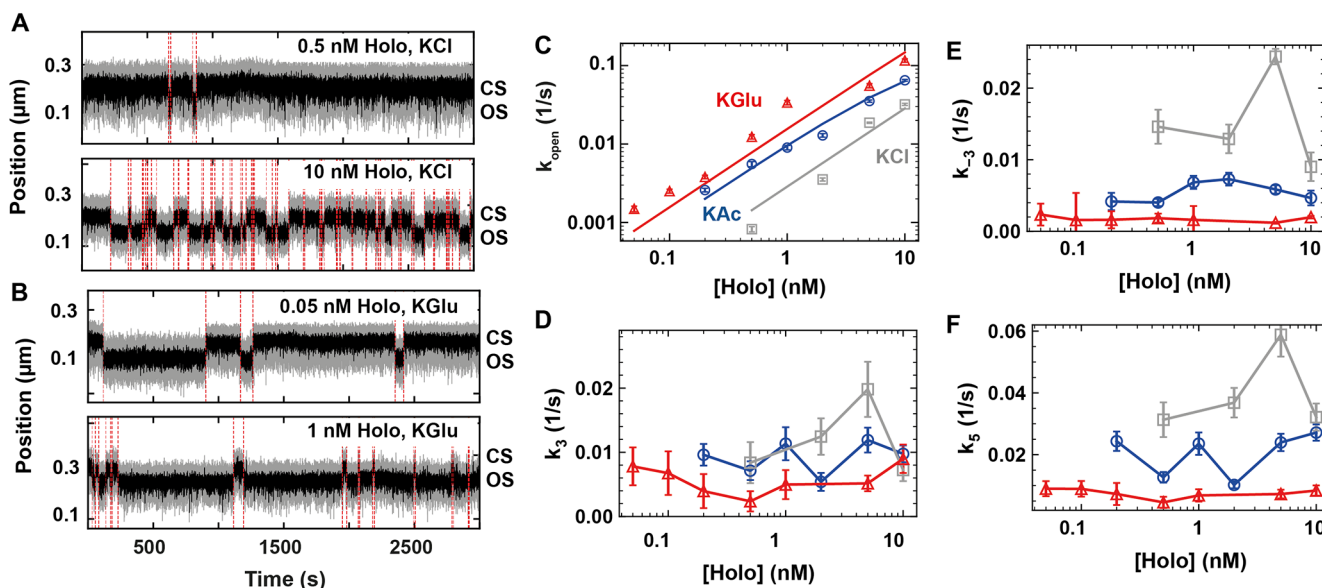 A
0.5 nM Holo, KCl
0.3
0.1
CS
OS
10 nM Holo, KCl
0.3
0.1
CS
OS
Position (µm)
B
0.05 nM Holo, KGlu
0.3
0.1
CS
OS
1 nM Holo, KGlu
0.3
0.1
CS
OS
Position (µm)
500
1500
2500
Time (s)
C
0.1
0.01
0.001
k_open (1/s)
KGlu
KAc
KCl
0.1
1
10
[Holo] (nM)
D
0.02
0.01
0.00
k_3 (1/s)
0.1
1
10
[Holo] (nM)
E
0.02
0.01
0.00
k_-3 (1/s)
0.1
1
10
[Holo] (nM)
F
0.06
0.04
0.02
k_5 (1/s)
0.1
1
10
[Holo] (nM)